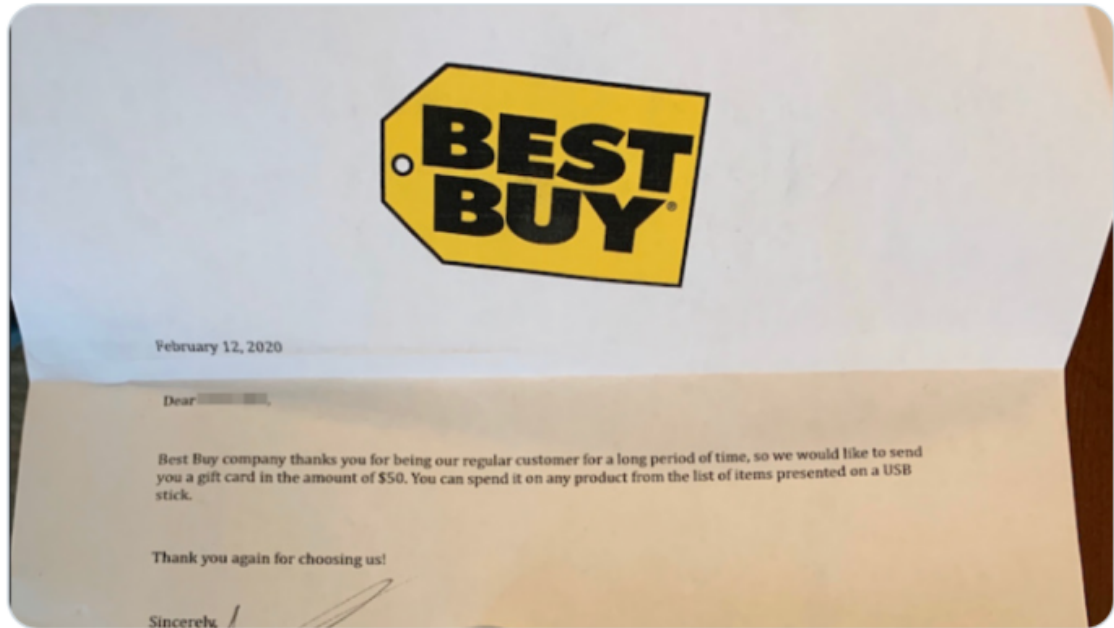 BEST
BUY®
February 12, 2020
Dear
Best Buy company thanks you for being our regular customer for a long period of time, so we would like to send
you a gift card in the amount of $50. You can spend it on any product from the list of items presented on a USB
stick.
Thank you again for choosing us!
Sincerely,